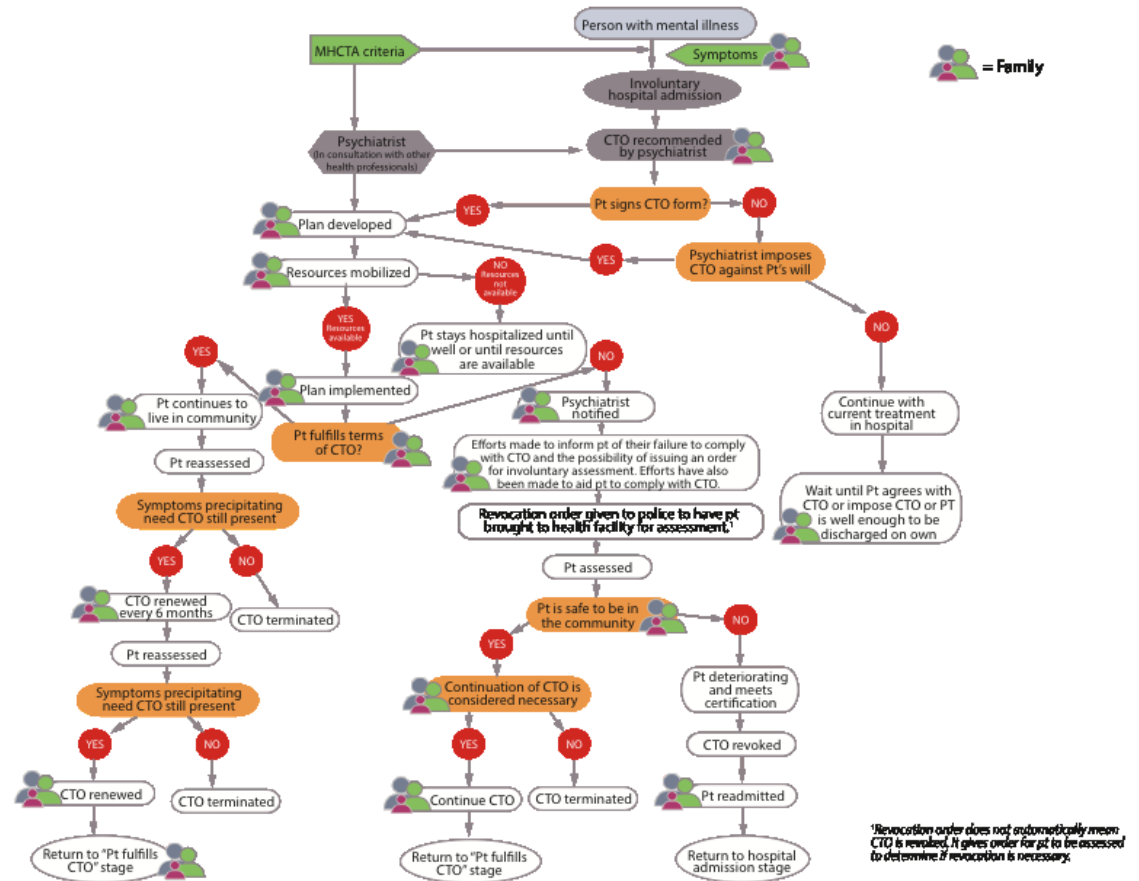 Person with mental illness
MHCTA criteria
Symptoms
= Family
Involuntary
hospital admission
Psychiatrist
(In consultation with other
health professionals)
CTO recommended
by psychiatrist
Pt signs CTO form?
YES
NO
Plan developed
Psychiatrist imposes
CTO against Pt's will
YES
Resources mobilized
NO
Resources
not
available
YES
Resources
available
NO
Pt stays hospitalized until
well or until resources
are available
YES
NO
Plan implemented
Pt continues to
live in community
Psychiatrist
notified
Continue with
current treatment
in hospital
Pt fulfills terms
of CTO?
Efforts made to inform pt of their failure to comply
with CTO and the possibility of issuing an order
for involuntary assessment. Efforts have also
been made to aid pt to comply with CTO.
Pt reassessed
Wait until Pt agrees with
CTO or impose CTO or PT
is well enough to be
discharged on own
Symptoms precipitating
need CTO still present
Revocation order given to police to have pt
brought to health facility for assessment.¹
YES
NO
Pt assessed
CTO renewed
every 6 months
CTO terminated
Pt is safe to be in
the community
NO
YES
Pt reassessed
Symptoms precipitating
need CTO still present
Continuation of CTO is
considered necessary
Pt deteriorating
and meets
certification
YES
NO
YES
NO
CTO revoked
CTO renewed
CTO terminated
Continue CTO
CTO terminated
Pt readmitted
Return to "Pt fulfills
CTO" stage
Return to "Pt fulfills
CTO" stage
Return to hospital
admission stage
¹Revocation order does not automatically mean
CTO is revoked. It gives order for pt to be assessed
to determine if revocation is necessary.